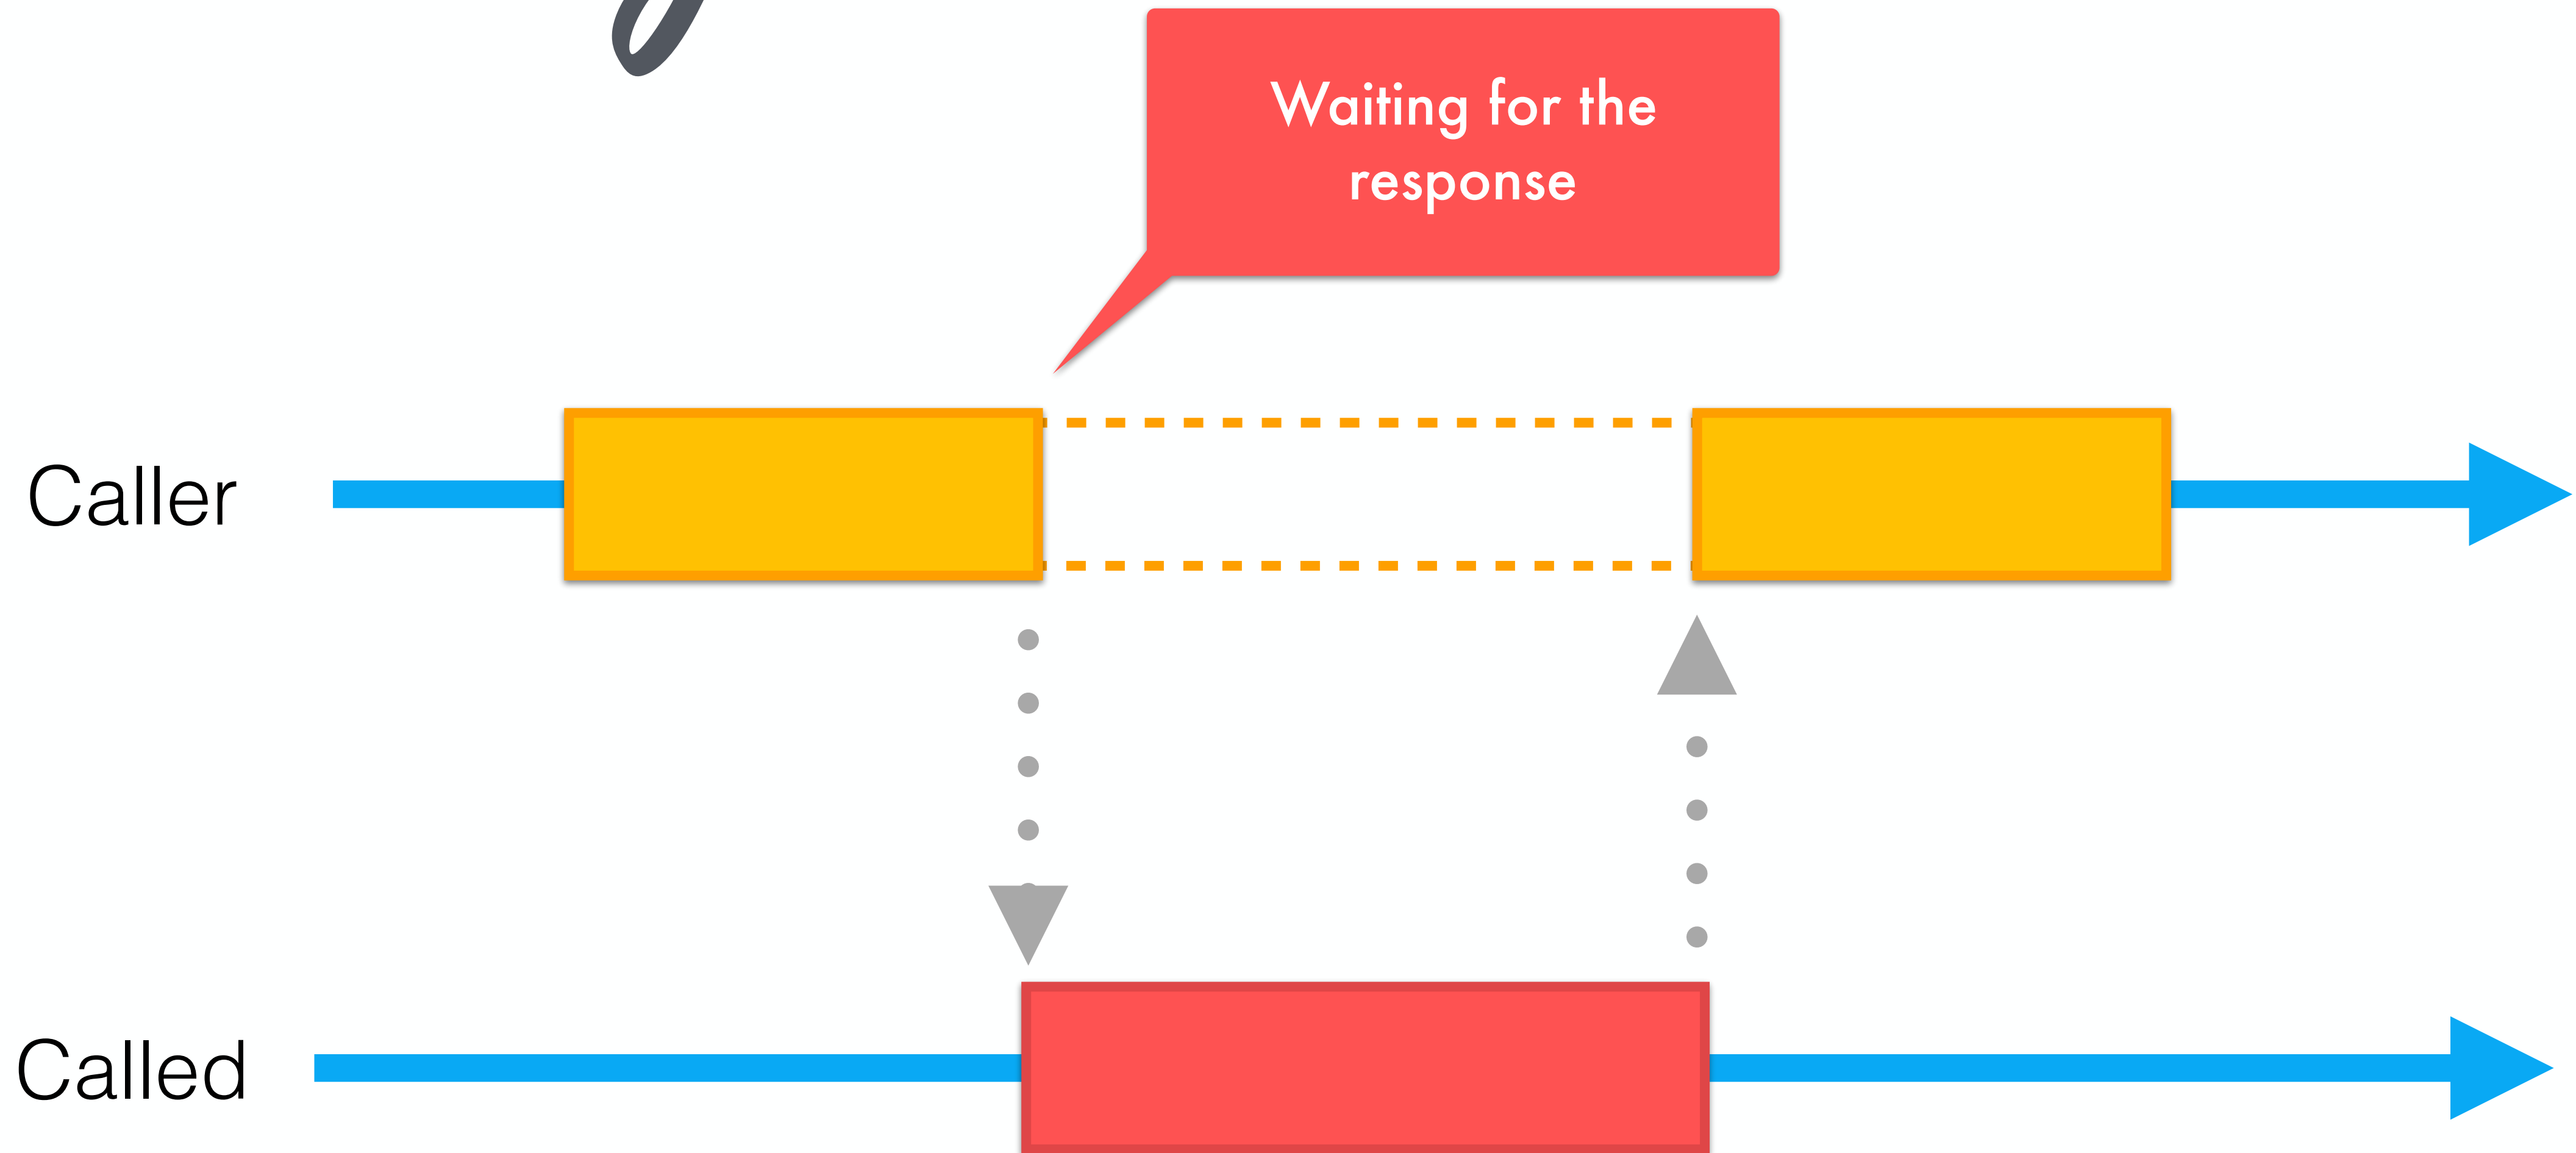 Waiting for the
response
Caller
Called